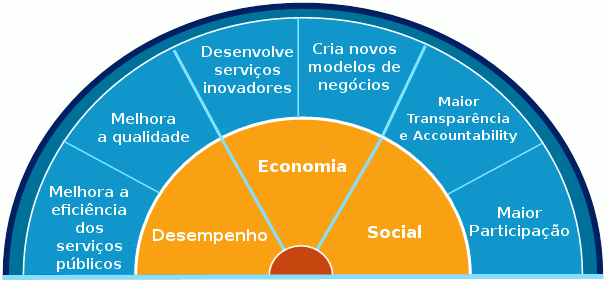 Desenvolve
serviços
inovadores
Cria novos
modelos de
negócios
Melhora
a qualidade
Maior
Transparência
e Accountability
Melhora a
eficiência
dos
serviços
públicos
Maior
Participação
Economia
Desempenho
Social